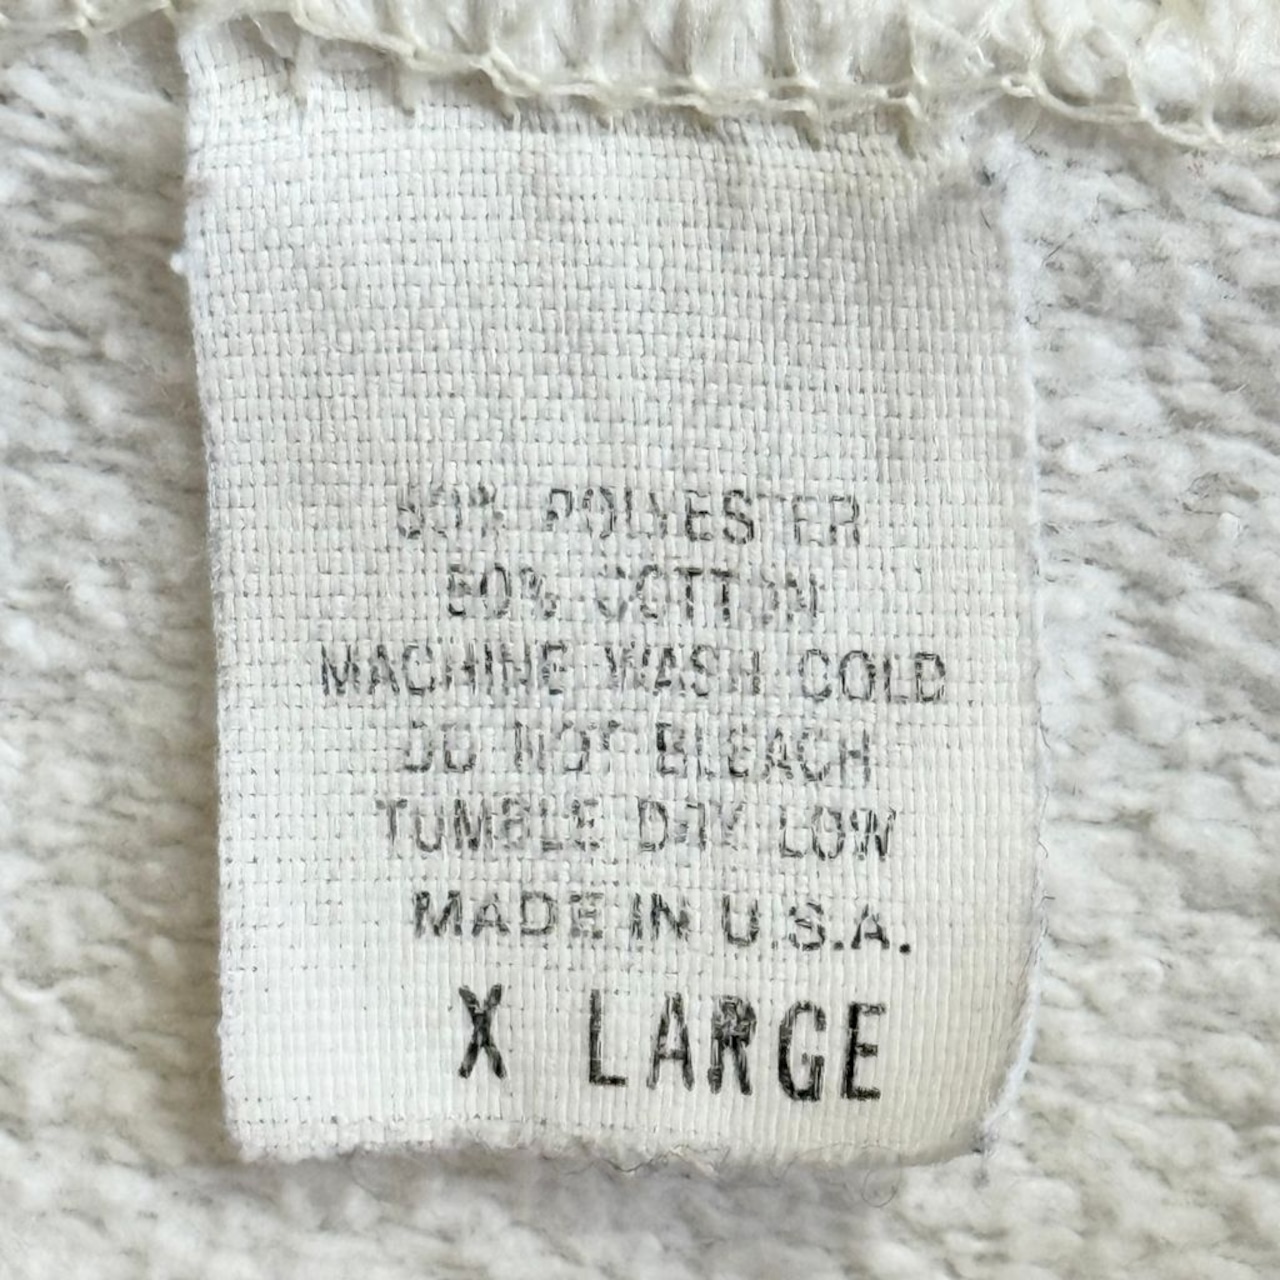 50% POLYESTER
50% COTTON
MACHINE WASH COLD
DO NOT BLEACH
TUMBLE DRY LOW
MADE IN U.S.A.
X LARGE